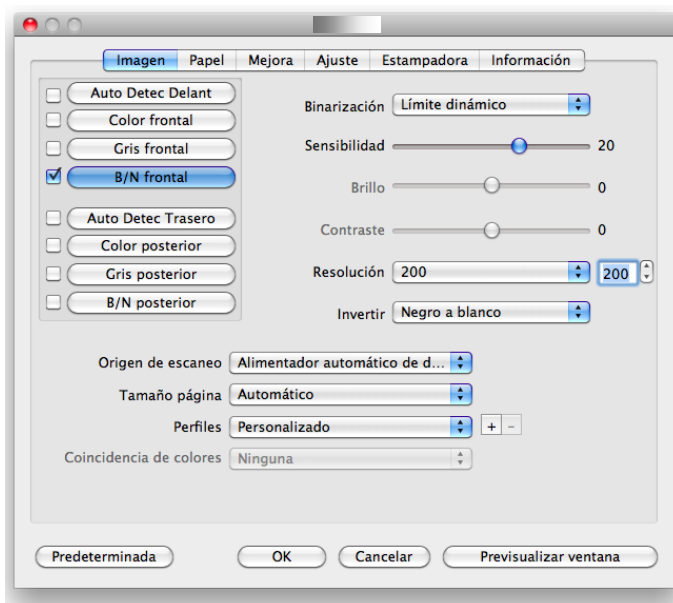 Imagen Papel Mejora Ajuste Estampadora Información
Auto Detec Delant
Color frontal
Gris frontal
B/N frontal
Auto Detec Trasero
Color posterior
Gris posterior
B/N posterior
Binarización Límite dinámico
Sensibilidad 20
Brillo 0
Contraste 0
Resolución 200 200
Invertir Negro a blanco
Origen de escaneo Alimentador automático de d...
Tamaño página Automático
Perfiles Personalizado + -
Coincidencia de colores Ninguna
Predeterminada OK Cancelar Previsualizar ventana